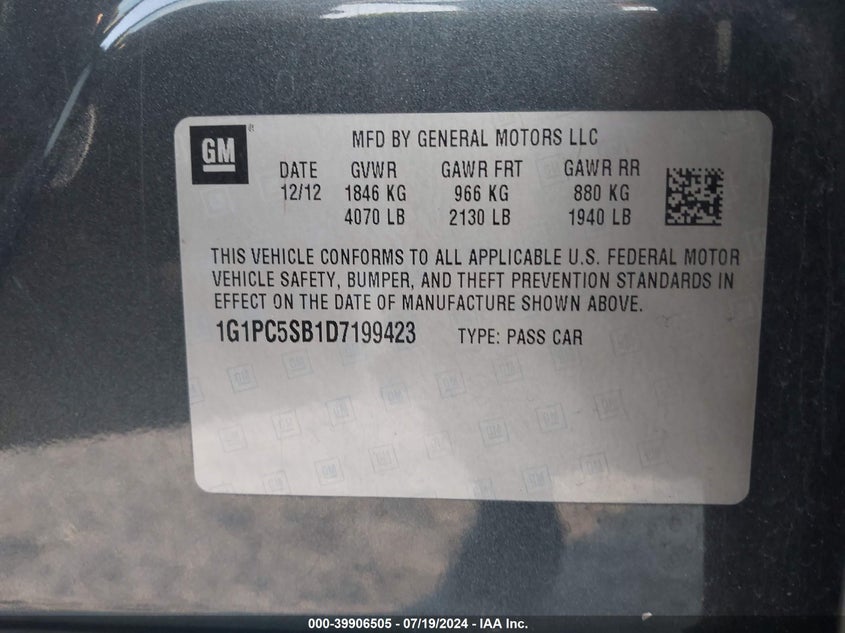 GM ®
MFD BY GENERAL MOTORS LLC
DATE GVWR GAWR FRT GAWR RR
12/12 1846 KG 966 KG 880 KG
4070 LB 2130 LB 1940 LB
THIS VEHICLE CONFORMS TO ALL APPLICABLE U.S. FEDERAL MOTOR
VEHICLE SAFETY, BUMPER, AND THEFT PREVENTION STANDARDS IN
EFFECT ON THE DATE OF MANUFACTURE SHOWN ABOVE.
1G1PC5SB1D7199423 TYPE: PASS CAR
000-39906505 - 07/19/2024 - IAA Inc.